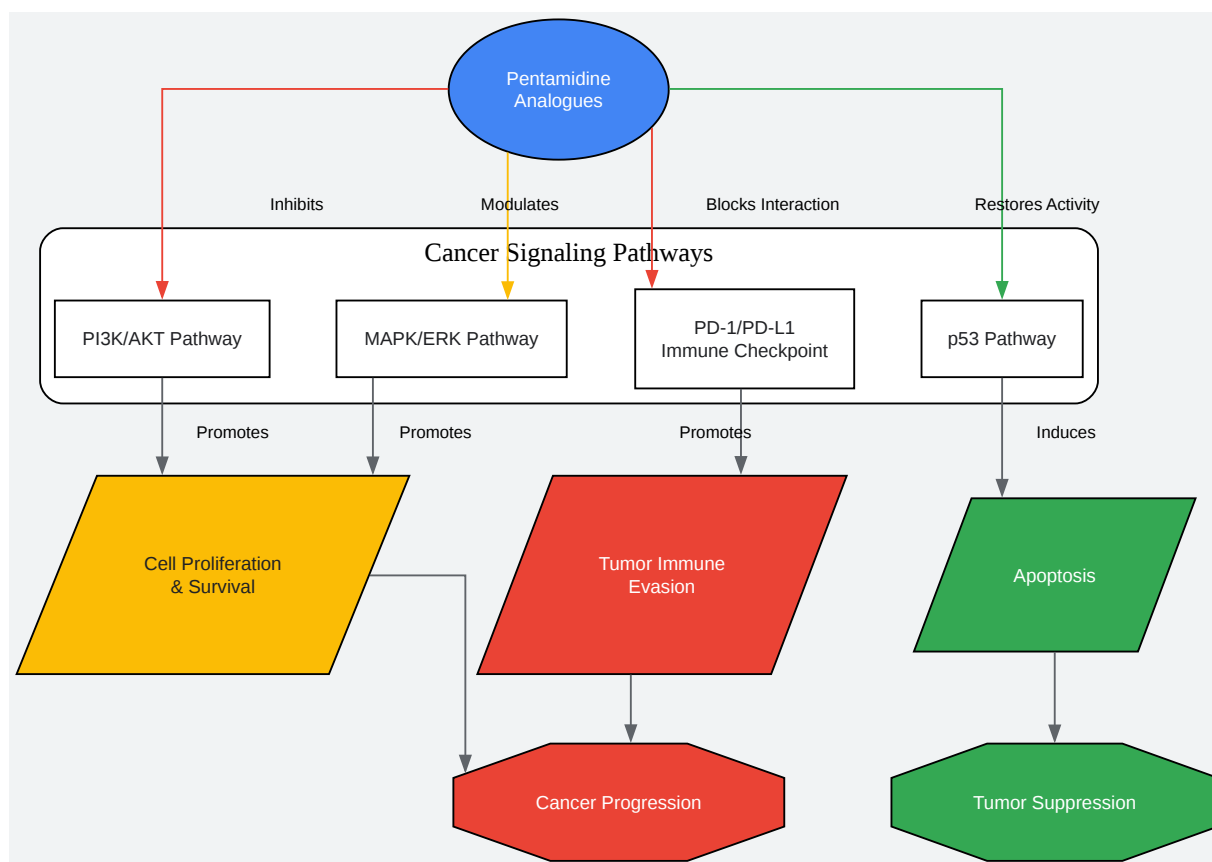 Pentamidine
Analogues
Inhibits
Modulates
Blocks Interaction
Restores Activity
Cancer Signaling Pathways
PI3K/AKT Pathway
MAPK/ERK Pathway
PD-1/PD-L1
Immune Checkpoint
p53 Pathway
Promotes
Promotes
Promotes
Induces
Cell Proliferation
& Survival
Tumor Immune
Evasion
Apoptosis
Cancer Progression
Tumor Suppression